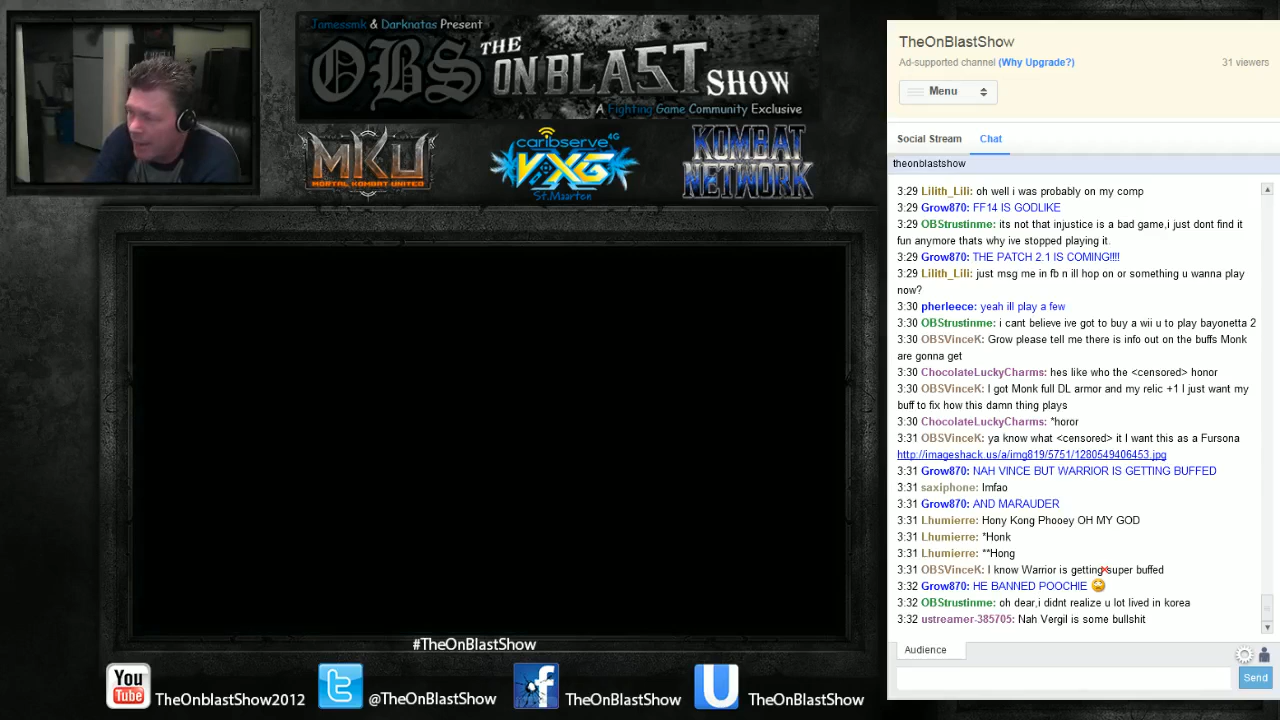 Jamessmk & Darknatas Present
OBS THE ON BLAST SHOW
A Fighting Game Community Exclusive
MKU
MORTAL KOMBAT UNITED
caribserve 4G
VXG
St.Maarten
KOMBAT
NETWORK
#TheOnBlastShow
You
Tube
TheOnblastShow2012
@TheOnBlastShow
TheOnBlastShow
TheOnBlastShow
TheOnBlastShow
Ad-supported channel (Why Upgrade?) 31 viewers
Menu
Social Stream Chat
theonblastshow
3:29 Lilith_Lili: oh well i was probably on my comp
3:29 Grow870: FF14 IS GODLIKE
3:29 OBStrustinme: its not that injustice is a bad game,i just dont find it
fun anymore thats why ive stopped playing it.
3:29 Grow870: THE PATCH 2.1 IS COMING!!!!
3:29 Lilith_Lili: just msg me in fb n ill hop on or something u wanna play
now?
3:30 pherleece: yeah ill play a few
3:30 OBStrustinme: i cant believe ive got to buy a wii u to play bayonetta 2
3:30 OBSVinceK: Grow please tell me there is info out on the buffs Monk
are gonna get
3:30 ChocolateLuckyCharms: hes like who the <censored> honor
3:30 OBSVinceK: I got Monk full DL armor and my relic +1 I just want my
buff to fix how this damn thing plays
3:30 ChocolateLuckyCharms: *horor
3:31 OBSVinceK: ya know what <censored> it I want this as a Fursona
http://imageshack.us/a/img819/5751/1280549406453.jpg
3:31 Grow870: NAH VINCE BUT WARRIOR IS GETTING BUFFED
3:31 saxiphone: lmfao
3:31 Grow870: AND MARAUDER
3:31 Lhumierre: Hony Kong Phooey OH MY GOD
3:31 Lhumierre: *Honk
3:31 Lhumierre: **Hong
3:31 OBSVinceK: I know Warrior is getting super buffed
3:32 Grow870: HE BANNED POOCHIE
3:32 OBStrustinme: oh dear,i didnt realize u lot lived in korea
3:32 ustreamer-385705: Nah Vergil is some bullshit
Audience
Send